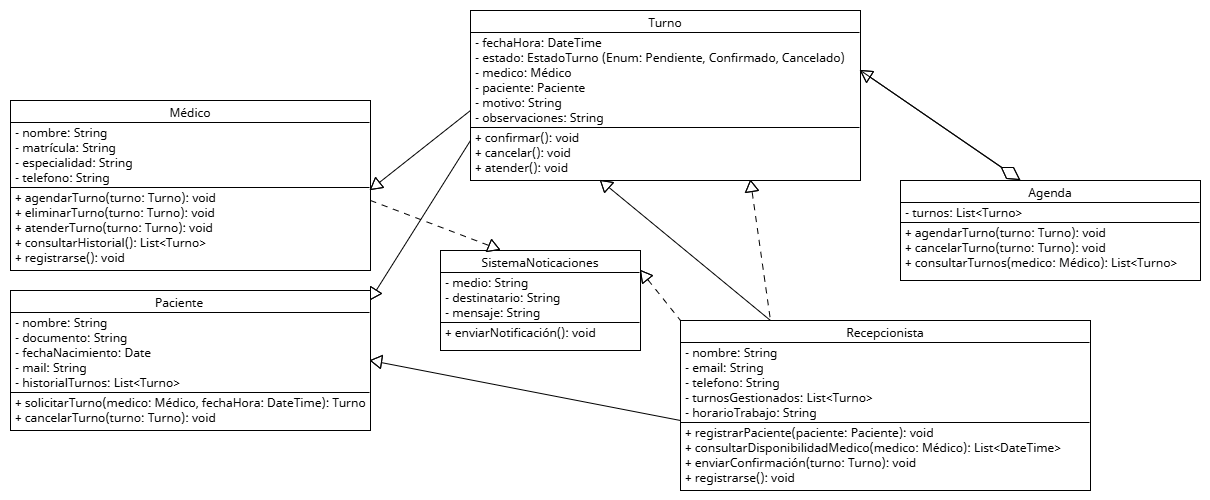 Turno
- fechaHora: DateTime
- estado: EstadoTurno (Enum: Pendiente, Confirmado, Cancelado)
- medico: Médico
- paciente: Paciente
- motivo: String
- observaciones: String
+ confirmar(): void
+ cancelar(): void
+ atender(): void
Médico
- nombre: String
- matrícula: String
- especialidad: String
- telefono: String
+ agendarTurno(turno: Turno): void
+ eliminarTurno(turno: Turno): void
+ atenderTurno(turno: Turno): void
+ consultarHistorial(): List<Turno>
+ registrarse(): void
Agenda
- turnos: List<Turno>
+ agendarTurno(turno: Turno): void
+ cancelarTurno(turno: Turno): void
+ consultarTurnos(medico: Médico): List<Turno>
SistemaNoticaciones
- medio: String
- destinatario: String
- mensaje: String
+ enviarNotificación(): void
Paciente
- nombre: String
- documento: String
- fechaNacimiento: Date
- mail: String
- historialTurnos: List<Turno>
+ solicitarTurno(medico: Médico, fechaHora: DateTime): Turno
+ cancelarTurno(turno: Turno): void
Recepcionista
- nombre: String
- email: String
- telefono: String
- turnosGestionados: List<Turno>
- horarioTrabajo: String
+ registrarPaciente(paciente: Paciente): void
+ consultarDisponibilidadMedico(medico: Médico): List<DateTime>
+ enviarConfirmación(turno: Turno): void
+ registrarse(): void